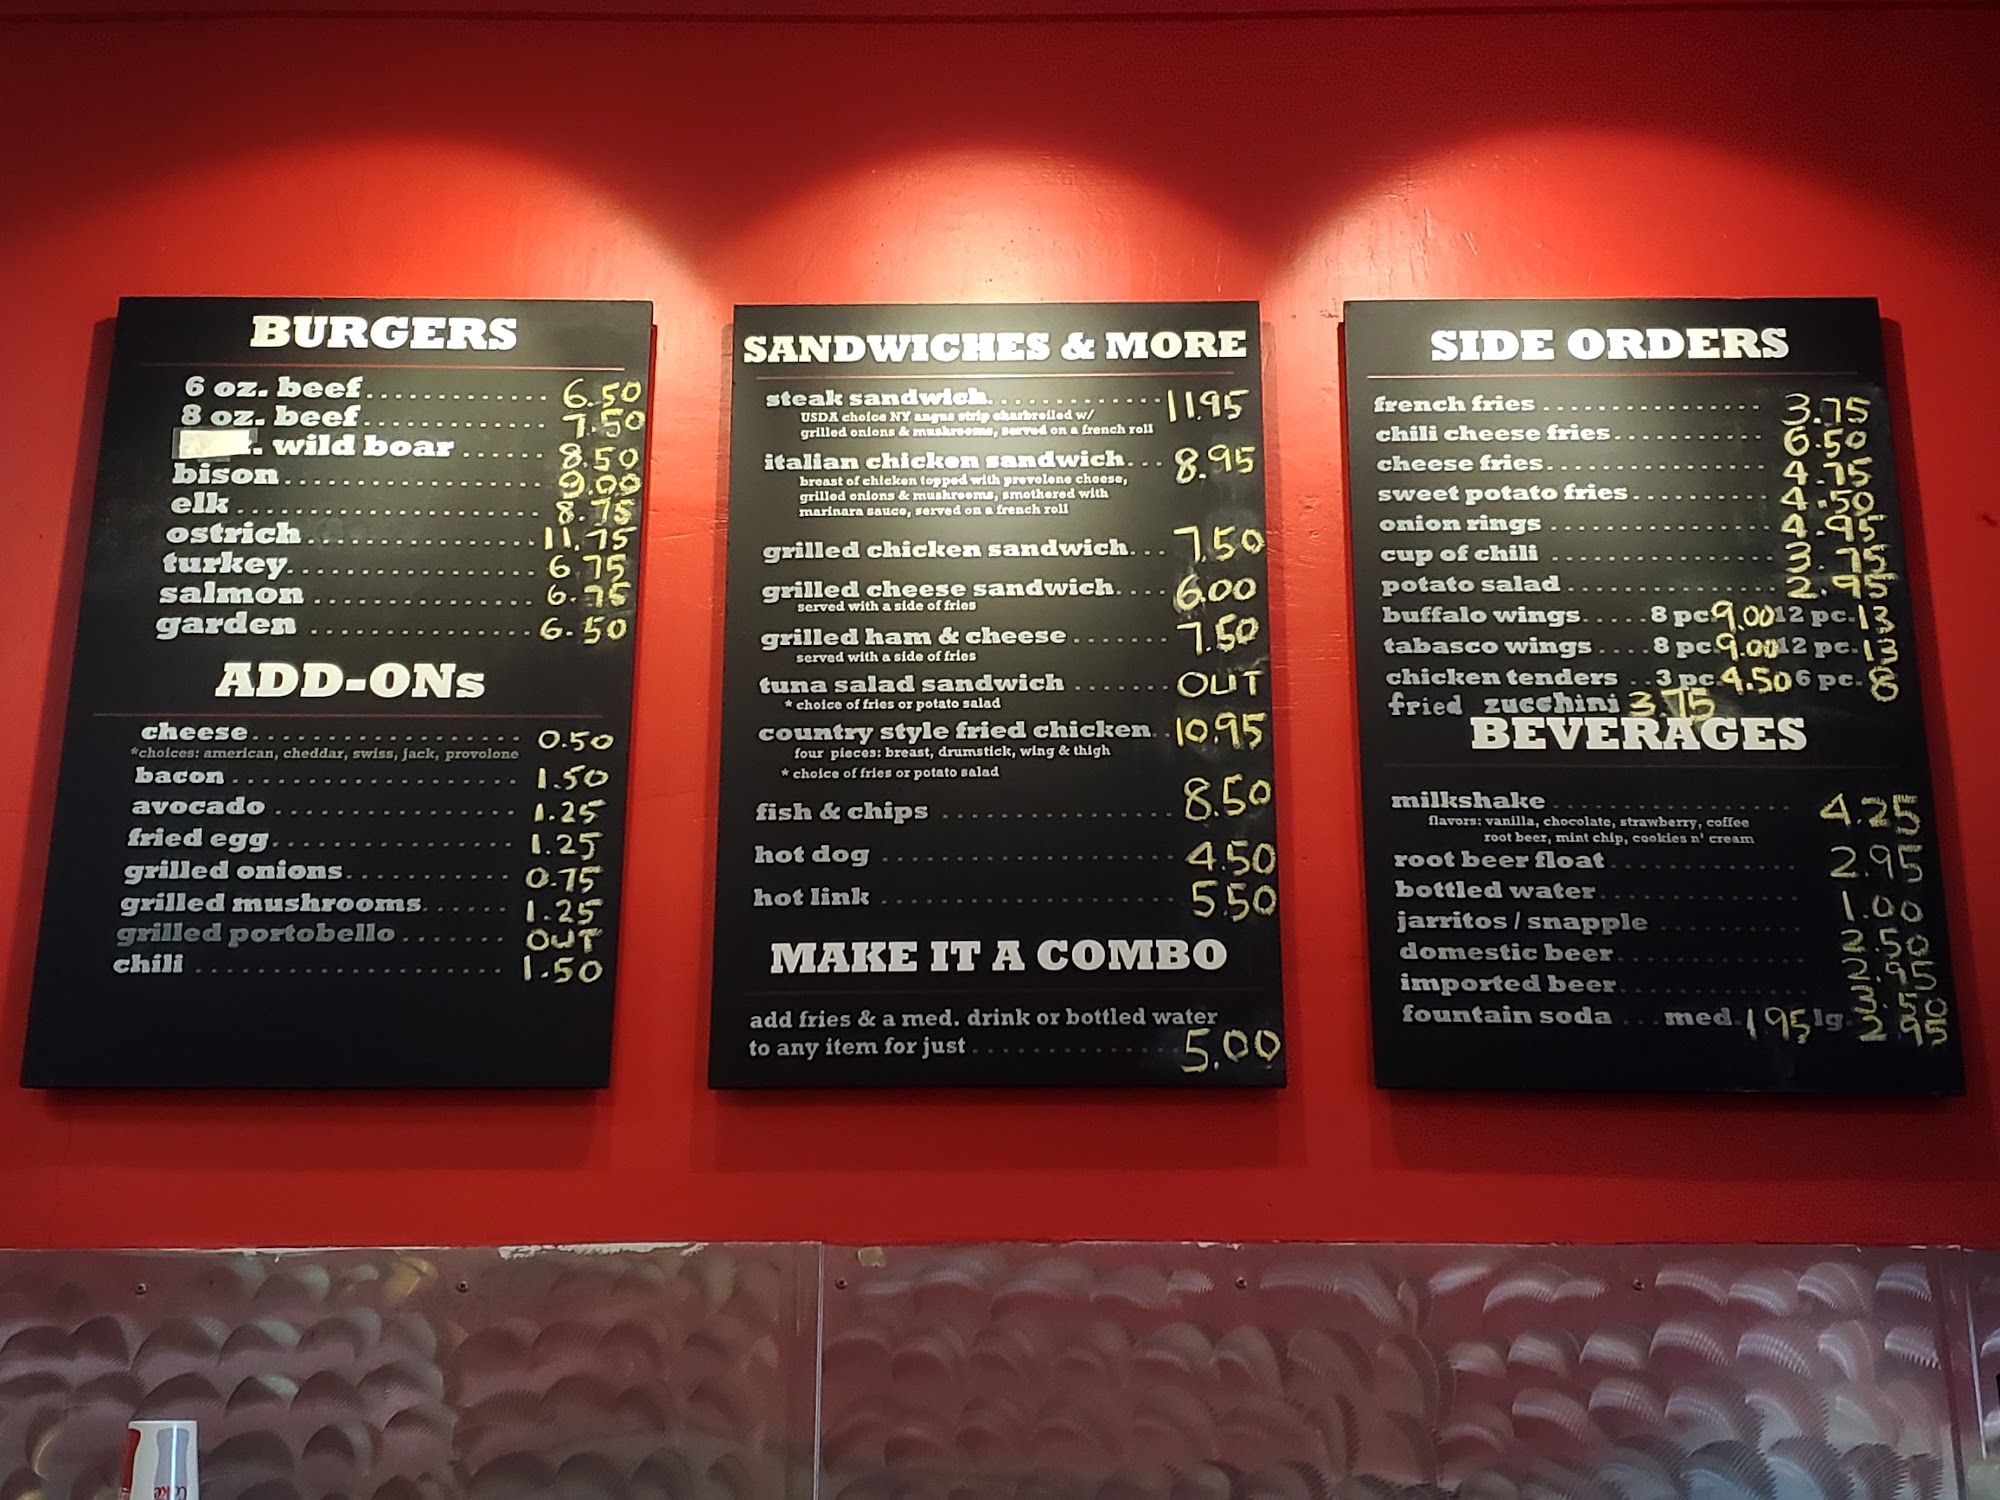 BURGERS
6 oz. beef 6.50
8 oz. beef 7.50
wild boar 8.50
bison 9.00
elk 8.75
ostrich 11.75
turkey 6.75
salmon 6.75
garden 6.50
ADD-ONs
cheese 0.50
*choices: american, cheddar, swiss, jack, provolone
bacon 1.50
avocado 1.25
fried egg 1.25
grilled onions 0.75
grilled mushrooms 1.25
grilled portobello OUT
chili 1.50
SANDWICHES & MORE
steak sandwich 11.95
USDA choice NY angus strip charbroiled w/
grilled onions & mushrooms, served on a french roll
italian chicken sandwich 8.95
breast of chicken topped with provolone cheese,
grilled onions & mushrooms, smothered with
marinara sauce, served on a french roll
grilled chicken sandwich 7.50
grilled cheese sandwich 6.00
served with a side of fries
grilled ham & cheese 7.50
served with a side of fries
tuna salad sandwich OUT
* choice of fries or potato salad
country style fried chicken 10.95
four pieces: breast, drumstick, wing & thigh
* choice of fries or potato salad
fish & chips 8.50
hot dog 4.50
hot link 5.50
MAKE IT A COMBO
add fries & a med. drink or bottled water
to any item for just 5.00
SIDE ORDERS
french fries 3.75
chili cheese fries 6.50
cheese fries 4.75
sweet potato fries 4.50
onion rings 4.95
cup of chili 3.75
potato salad 2.95
buffalo wings 8 pc. 9.00 12 pc. 13
tabasco wings 8 pc. 9.00 12 pc. 13
chicken tenders 3 pc. 4.50 6 pc. 8
fried zucchini 3.75
BEVERAGES
milkshake 4.25
flavors: vanilla, chocolate, strawberry, coffee
root beer, mint chip, cookies n' cream
root beer float 2.95
bottled water 1.00
jarritos / snapple 2.50
domestic beer 2.95
imported beer 3.50
fountain soda med. 1.95 lg. 2.95